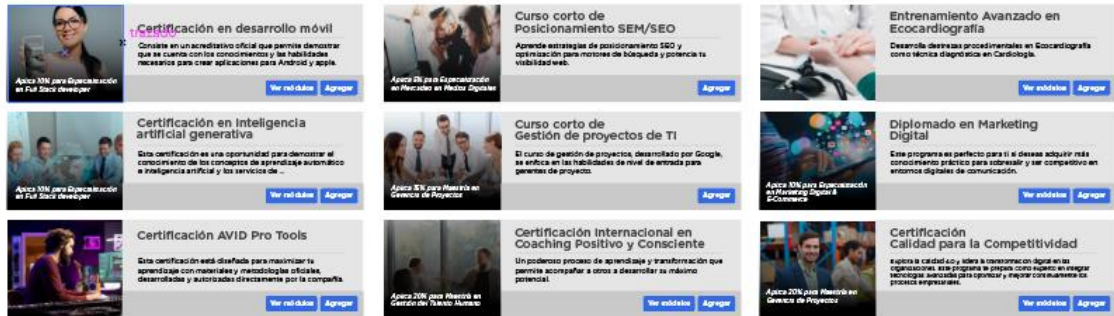 Certificación en desarrollo móvil
trazado
Consiste en un acreditativo oficial que permite demostrar
que se cuenta con los conocimientos y las habilidades
necesarios para crear aplicaciones para Android y apple.
Aplica 10% para Especialización
en Full Stack developer
Ver módulos
Agregar
Curso corto de
Posicionamiento SEM/SEO
Aprende estrategias de posicionamiento SEO y
optimización para motores de búsqueda y potencia tu
visibilidad web.
Aplica 5% para Especialización
en Mercadeo en Medios Digitales
Agregar
Entrenamiento Avanzado en
Ecocardiografía
Desarrolla destrezas procedimentales en Ecocardiografía
como técnica diagnóstica en Cardiología.
Ver módulos
Agregar
Certificación en Inteligencia
artificial generativa
Esta certificación es una oportunidad para demostrar el
conocimiento de los conceptos de aprendizaje automático
e inteligencia artificial y los servicios de ...
Aplica 10% para Especialización
en Full Stack developer
Ver módulos
Agregar
Curso corto de
Gestión de proyectos de TI
El curso de gestión de proyectos, desarrollado por Google,
se enfoca en las habilidades de nivel de entrada para
gerentes de proyecto.
Aplica 15% para Maestría en
Gerencia de Proyectos
Ver módulos
Agregar
Diplomado en Marketing
Digital
Este programa es perfecto para ti si deseas adquirir más
conocimiento práctico para sobresalir y ser competitivo en
entornos digitales de comunicación.
Aplica 10% para Especialización
en Marketing Digital &
E-Commerce
Ver módulos
Agregar
Certificación AVID Pro Tools
Esta certificación está diseñada para maximizar tu
aprendizaje con materiales y metodologías oficiales,
desarrolladas y autorizadas directamente por la compañía.
Ver módulos
Agregar
Certificación Internacional en
Coaching Positivo y Consciente
Un poderoso proceso de aprendizaje y transformación que
permite acompañar a otros a desarrollar su máximo
potencial.
Aplica 20% para Maestría en
Gestión del Talento Humano
Ver módulos
Agregar
Certificación
Calidad para la Competitividad
Explora la calidad 4.0 y lidera la transformación digital en las
organizaciones. Este programa te prepara como experto en integrar
tecnologías avanzadas para optimizar y mejorar continuamente los
procesos empresariales.
Aplica 20% para Maestría en
Gerencia de Proyectos
Ver módulos
Agregar